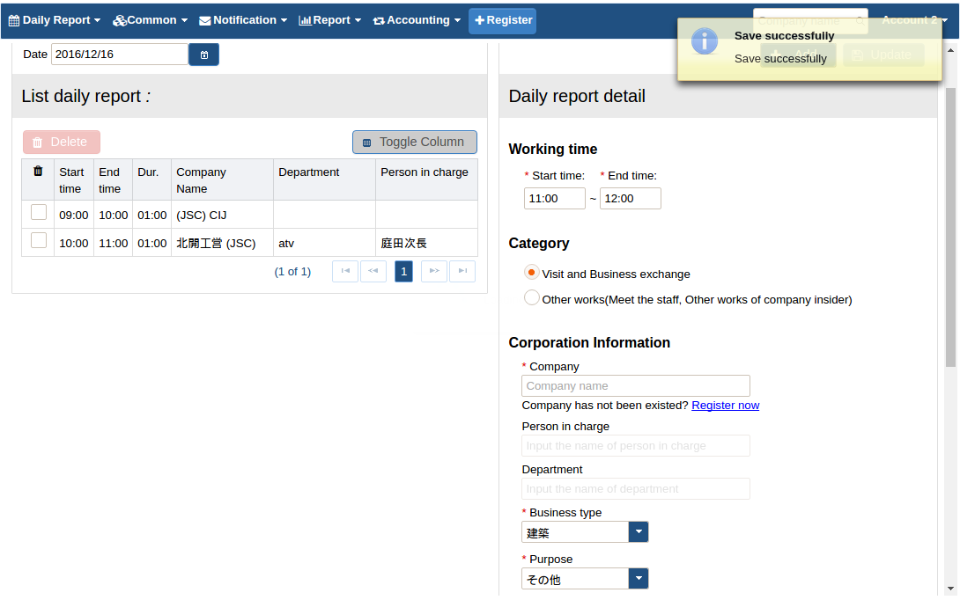 Daily Report Common Notification Report Accounting + Register Company name Account 2
Save successfully
Save successfully
Date 2016/12/16
+ Add Update
List daily report :
Delete Toggle Column
Start time End time Dur. Company Name Department Person in charge
09:00 10:00 01:00 (JSC) CIJ
10:00 11:00 01:00 北開工営 (JSC) atv 庭田次長
(1 of 1) 1
Daily report detail
Working time
* Start time: * End time:
11:00 ~ 12:00
Category
Visit and Business exchange
Other works(Meet the staff, Other works of company insider)
Corporation Information
* Company
Company name
Company has not been existed? Register now
Person in charge
Input the name of person in charge
Department
Input the name of department
* Business type
建築
* Purpose
その他